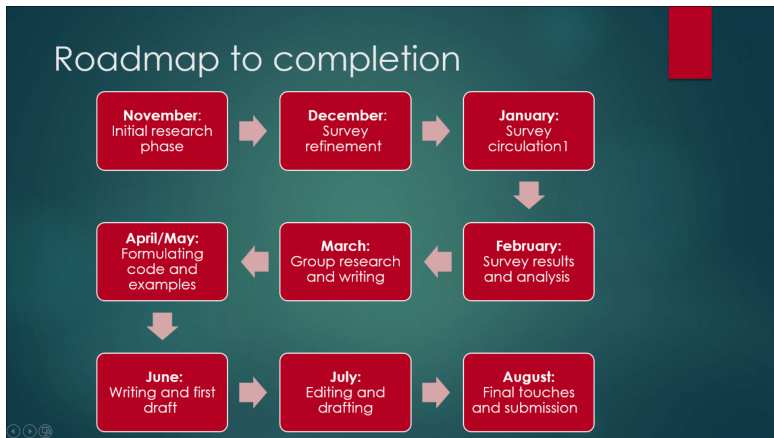 Roadmap to completion
November:
Initial research
phase
December:
Survey
refinement
January:
Survey
circulation1
February:
Survey results
and analysis
March:
Group research
and writing
April/May:
Formulating
code and
examples
June:
Writing and first
draft
July:
Editing and
drafting
August:
Final touches
and submission